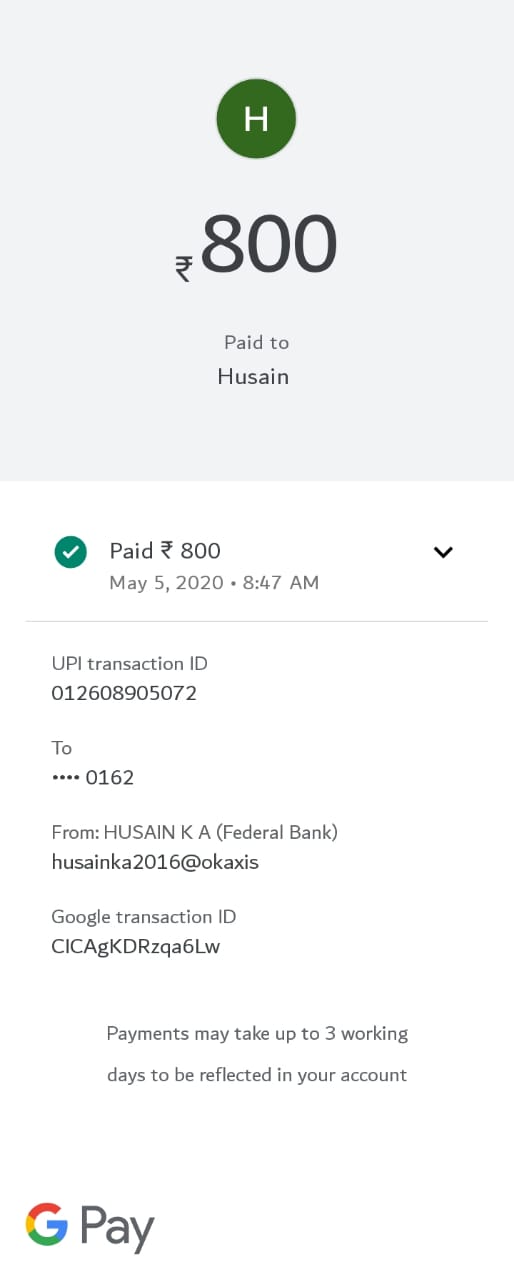 H
₹800
Paid to
Husain
Paid ₹ 800
May 5, 2020 • 8:47 AM
UPI transaction ID
012608905072
To
•••• 0162
From: HUSAIN K A (Federal Bank)
husainka2016@okaxis
Google transaction ID
CICAgKDRzqa6Lw
Payments may take up to 3 working
days to be reflected in your account
G Pay